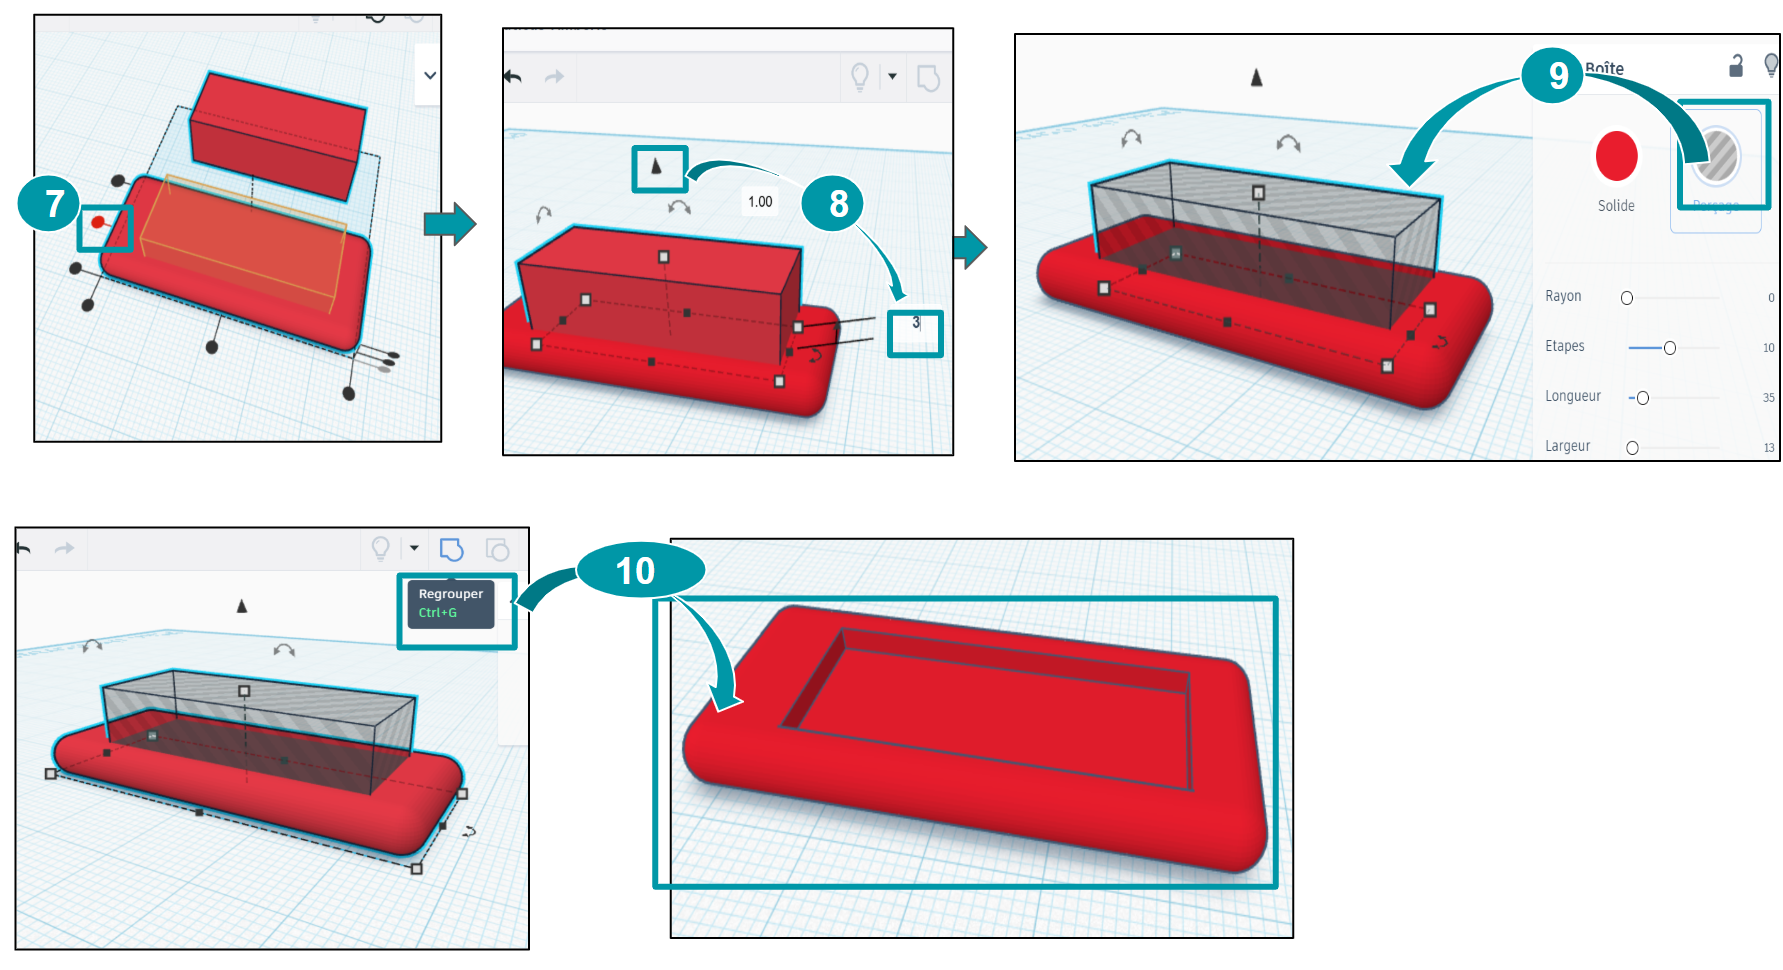 7
1.00
8
3
9
Boîte
Solide
Perçage
Rayon
0
Etapes
10
Longueur
35
Largeur
13
Regrouper
Ctrl+G
10